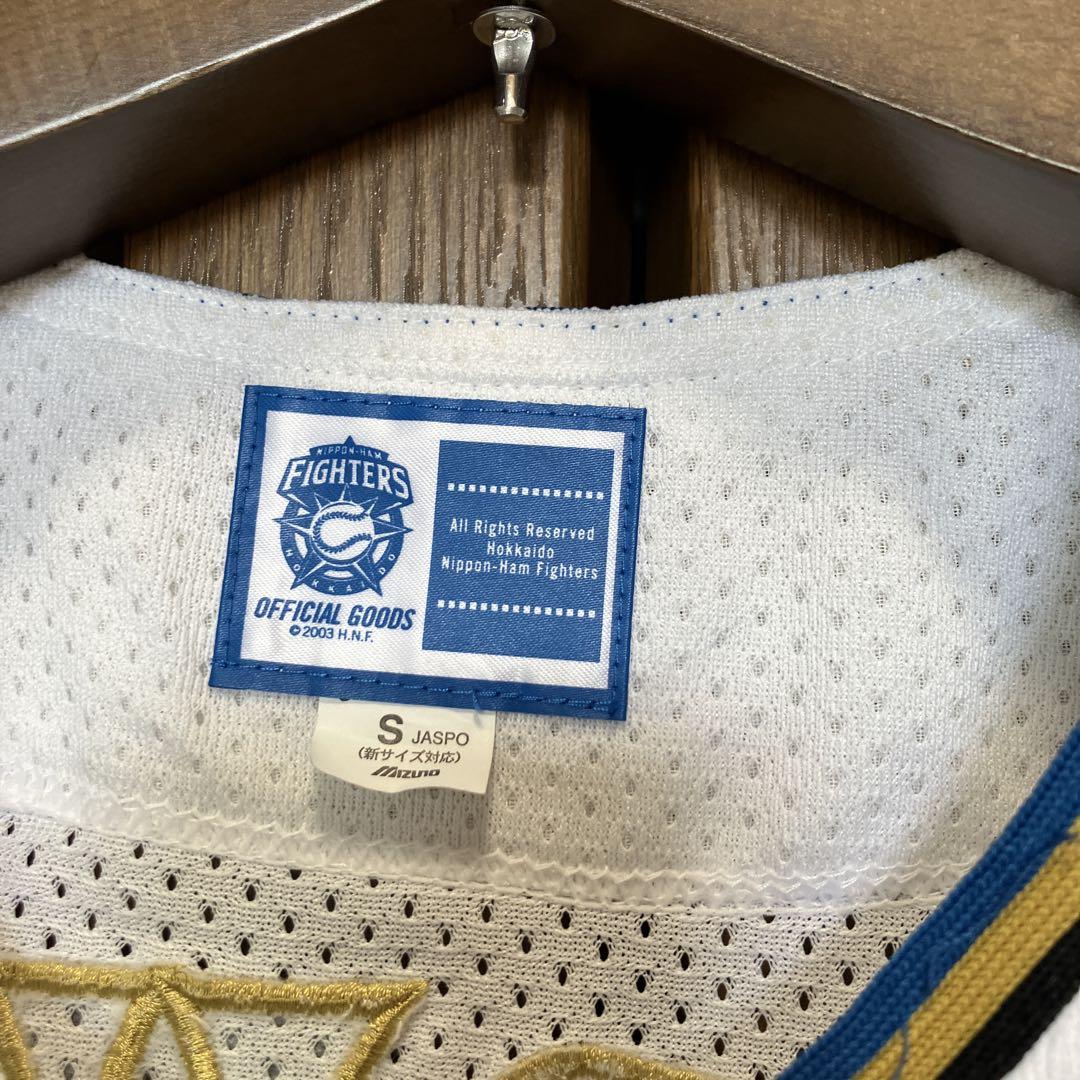 NIPPON-HAM
FIGHTERS
HOKKAIDO
OFFICIAL GOODS
©2003 H.N.F.
All Rights Reserved
Hokkaido
Nippon-Ham Fighters
S JASPO
(新サイズ対応)
Mizuno